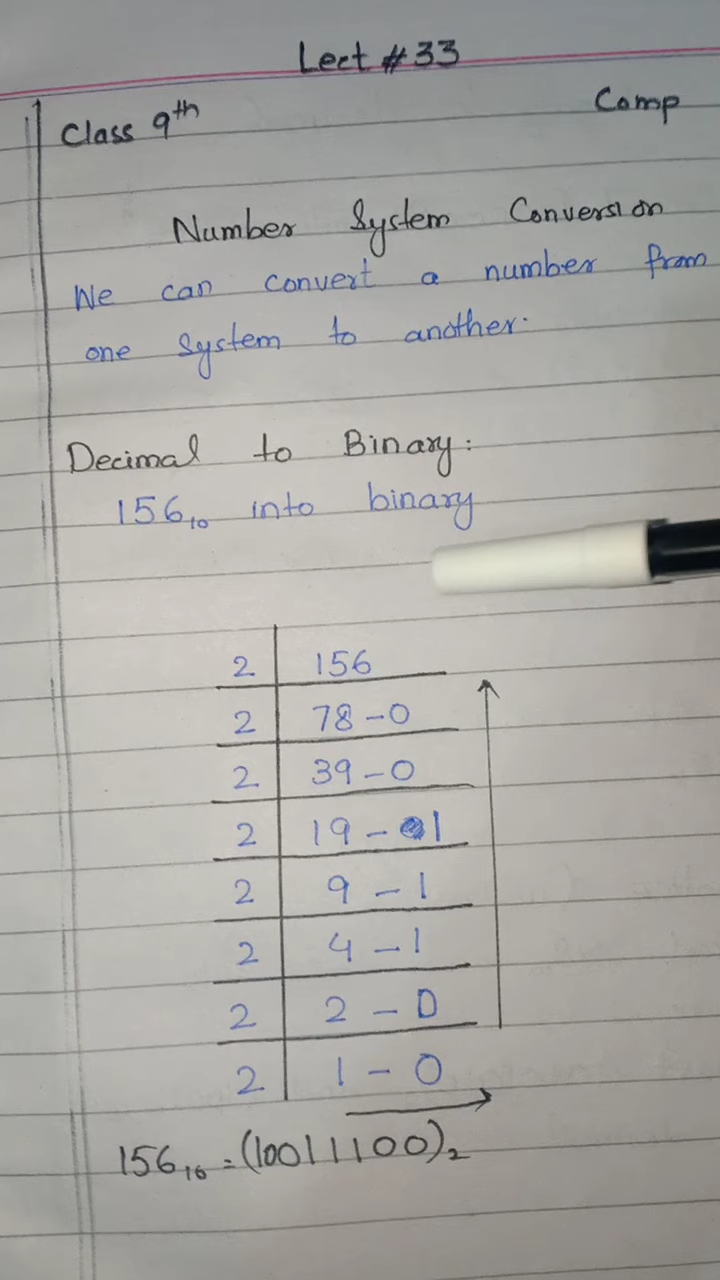 Lect #33
Class 9th Comp
Number System Conversion
We can convert a number from
one system to another.
Decimal to Binary:
156₁₀ into binary
2 156
2 78-0
2 39-0
2 19-1
2 9-1
2 4-1
2 2-0
2 1-0
156₁₀ = (10011100)₂